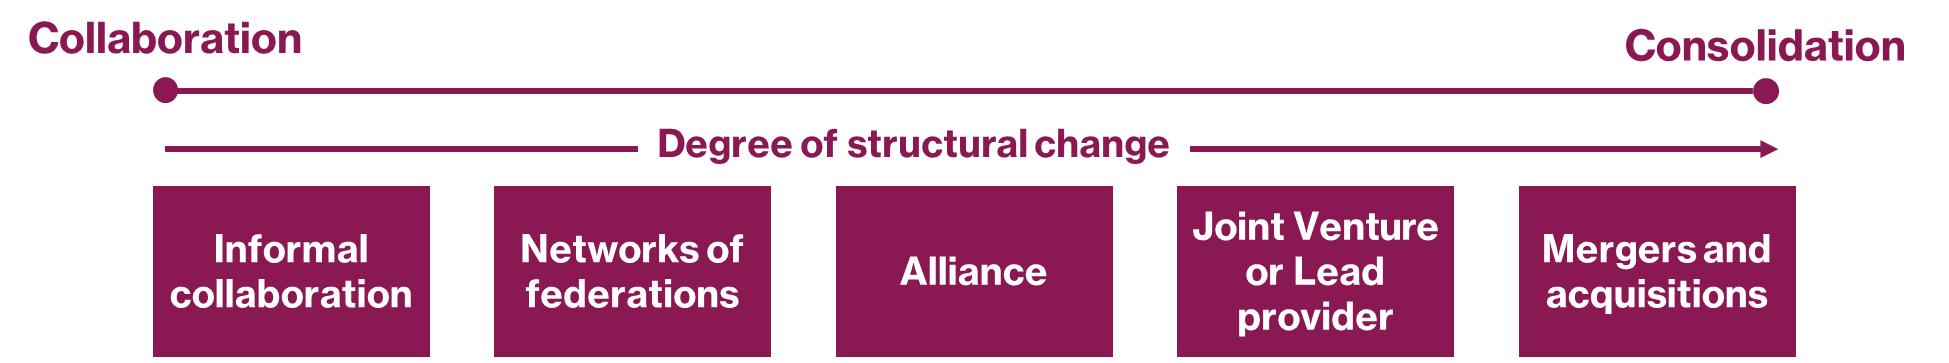 Collaboration
Consolidation
Degree of structural change
Informal
collaboration
Networks of
federations
Alliance
Joint Venture
or Lead
provider
Mergers and
acquisitions